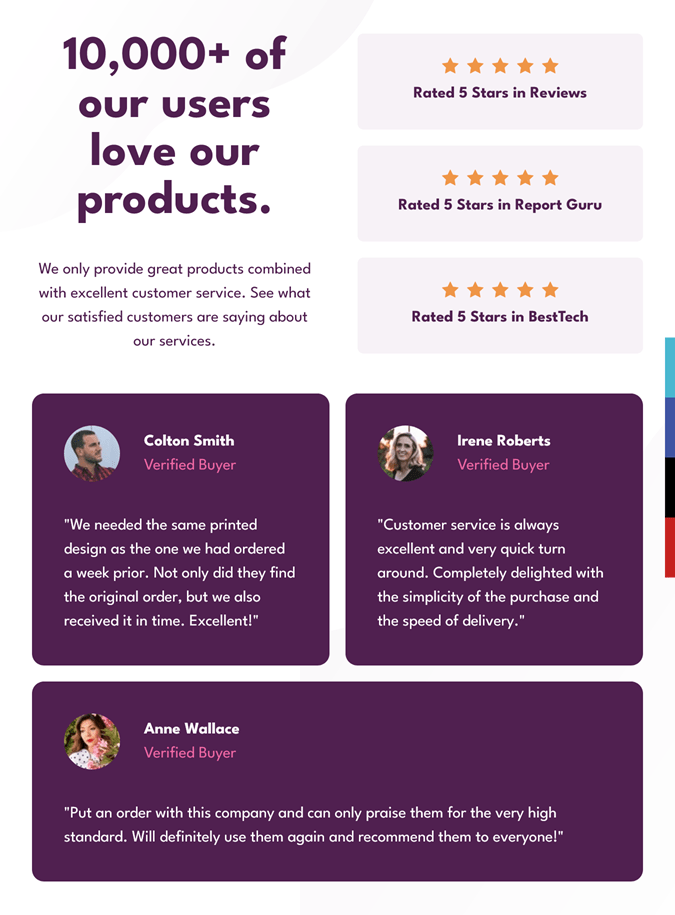 10,000+ of
our users
love our
products.
We only provide great products combined
with excellent customer service. See what
our satisfied customers are saying about
our services.
Rated 5 Stars in Reviews
Rated 5 Stars in Report Guru
Rated 5 Stars in BestTech
Colton Smith
Verified Buyer
"We needed the same printed
design as the one we had ordered
a week prior. Not only did they find
the original order, but we also
received it in time. Excellent!"
Irene Roberts
Verified Buyer
"Customer service is always
excellent and very quick turn
around. Completely delighted with
the simplicity of the purchase and
the speed of delivery."
Anne Wallace
Verified Buyer
"Put an order with this company and can only praise them for the very high
standard. Will definitely use them again and recommend them to everyone!"